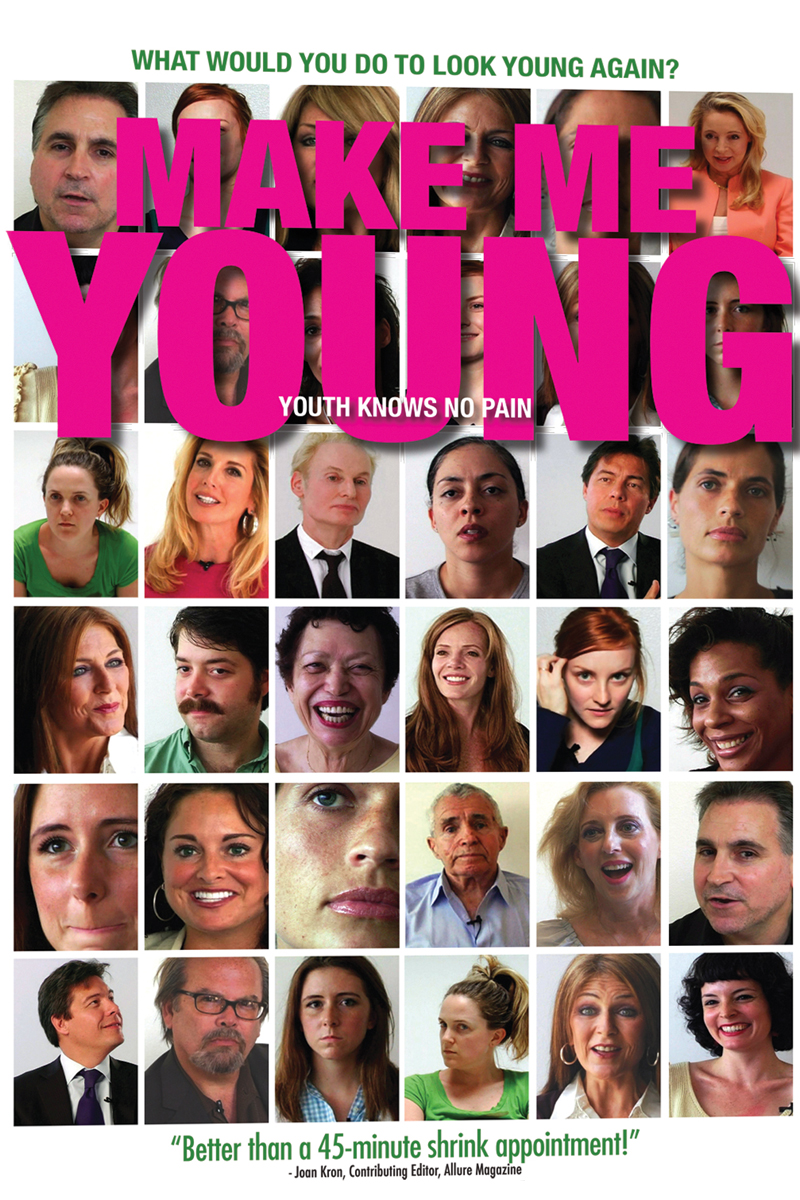 WHAT WOULD YOU DO TO LOOK YOUNG AGAIN?
MAKE ME
YOUNG
YOUTH KNOWS NO PAIN
“Better than a 45-minute shrink appointment!”
- Joan Kron, Contributing Editor, Allure Magazine